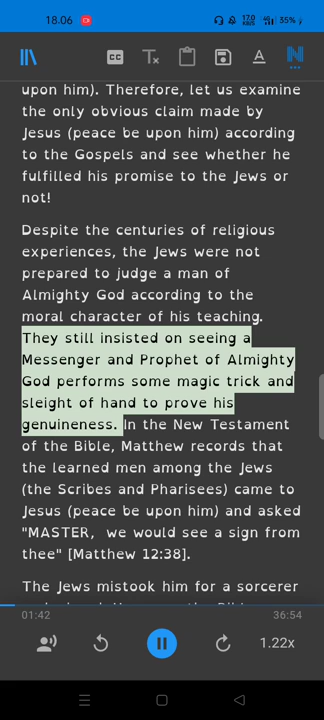 18.06 17.0 KB/S 4G 35%
CC T A N
upon him). Therefore, let us examine
the only obvious claim made by
Jesus (peace be upon him) according
to the Gospels and see whether he
fulfilled his promise to the Jews or
not!
Despite the centuries of religious
experiences, the Jews were not
prepared to judge a man of
Almighty God according to the
moral character of his teaching.
They still insisted on seeing a
Messenger and Prophet of Almighty
God performs some magic trick and
sleight of hand to prove his
genuineness. In the New Testament
of the Bible, Matthew records that
the learned men among the Jews
(the Scribes and Pharisees) came to
Jesus (peace be upon him) and asked
"MASTER, we would see a sign from
thee" [Matthew 12:38].
The Jews mistook him for a sorcerer
01:42 36:54
1.22x